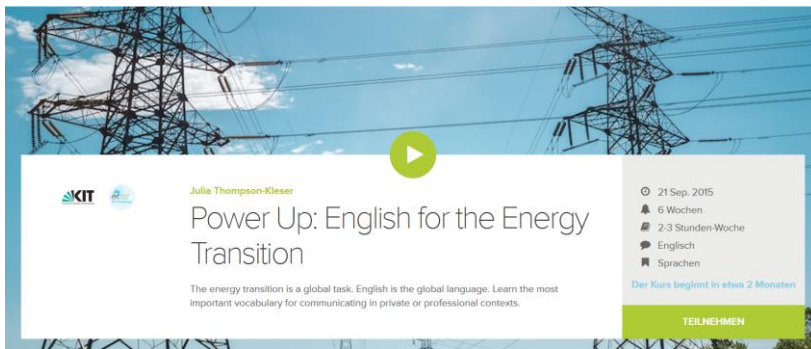 KIT
Julia Thompson-Kleser
Power Up: English for the Energy
Transition
The energy transition is a global task. English is the global language. Learn the most
important vocabulary for communicating in private or professional contexts.
21 Sep. 2015
6 Wochen
2-3 Stunden-Woche
Englisch
Sprachen
Der Kurs beginnt in etwa 2 Monaten
TEILNEHMEN